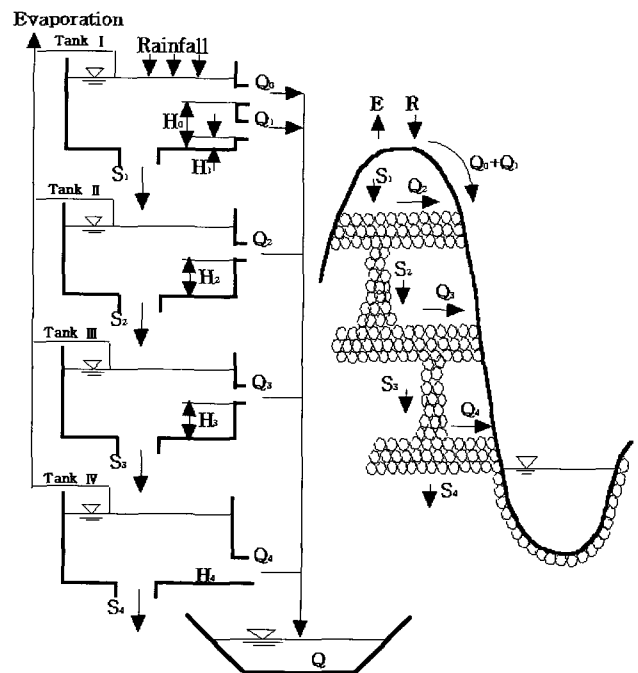 Evaporation
Tank I
Rainfall
Q₀
H₀
Q₁
H₁
S₁
Tank II
Q₂
H₂
S₂
Tank III
Q₃
H₃
S₃
Tank IV
Q₄
H₄
S₄
Q
E
R
Q₀+Q₁
S₁
Q₂
S₂
Q₃
S₃
Q₄
S₄